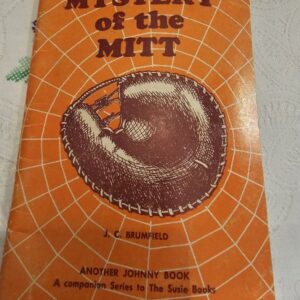 MYSTERY
of the
MITT
J. C. BRUMFIELD
ANOTHER JOHNNY BOOK
A companion Series to The Susie Books